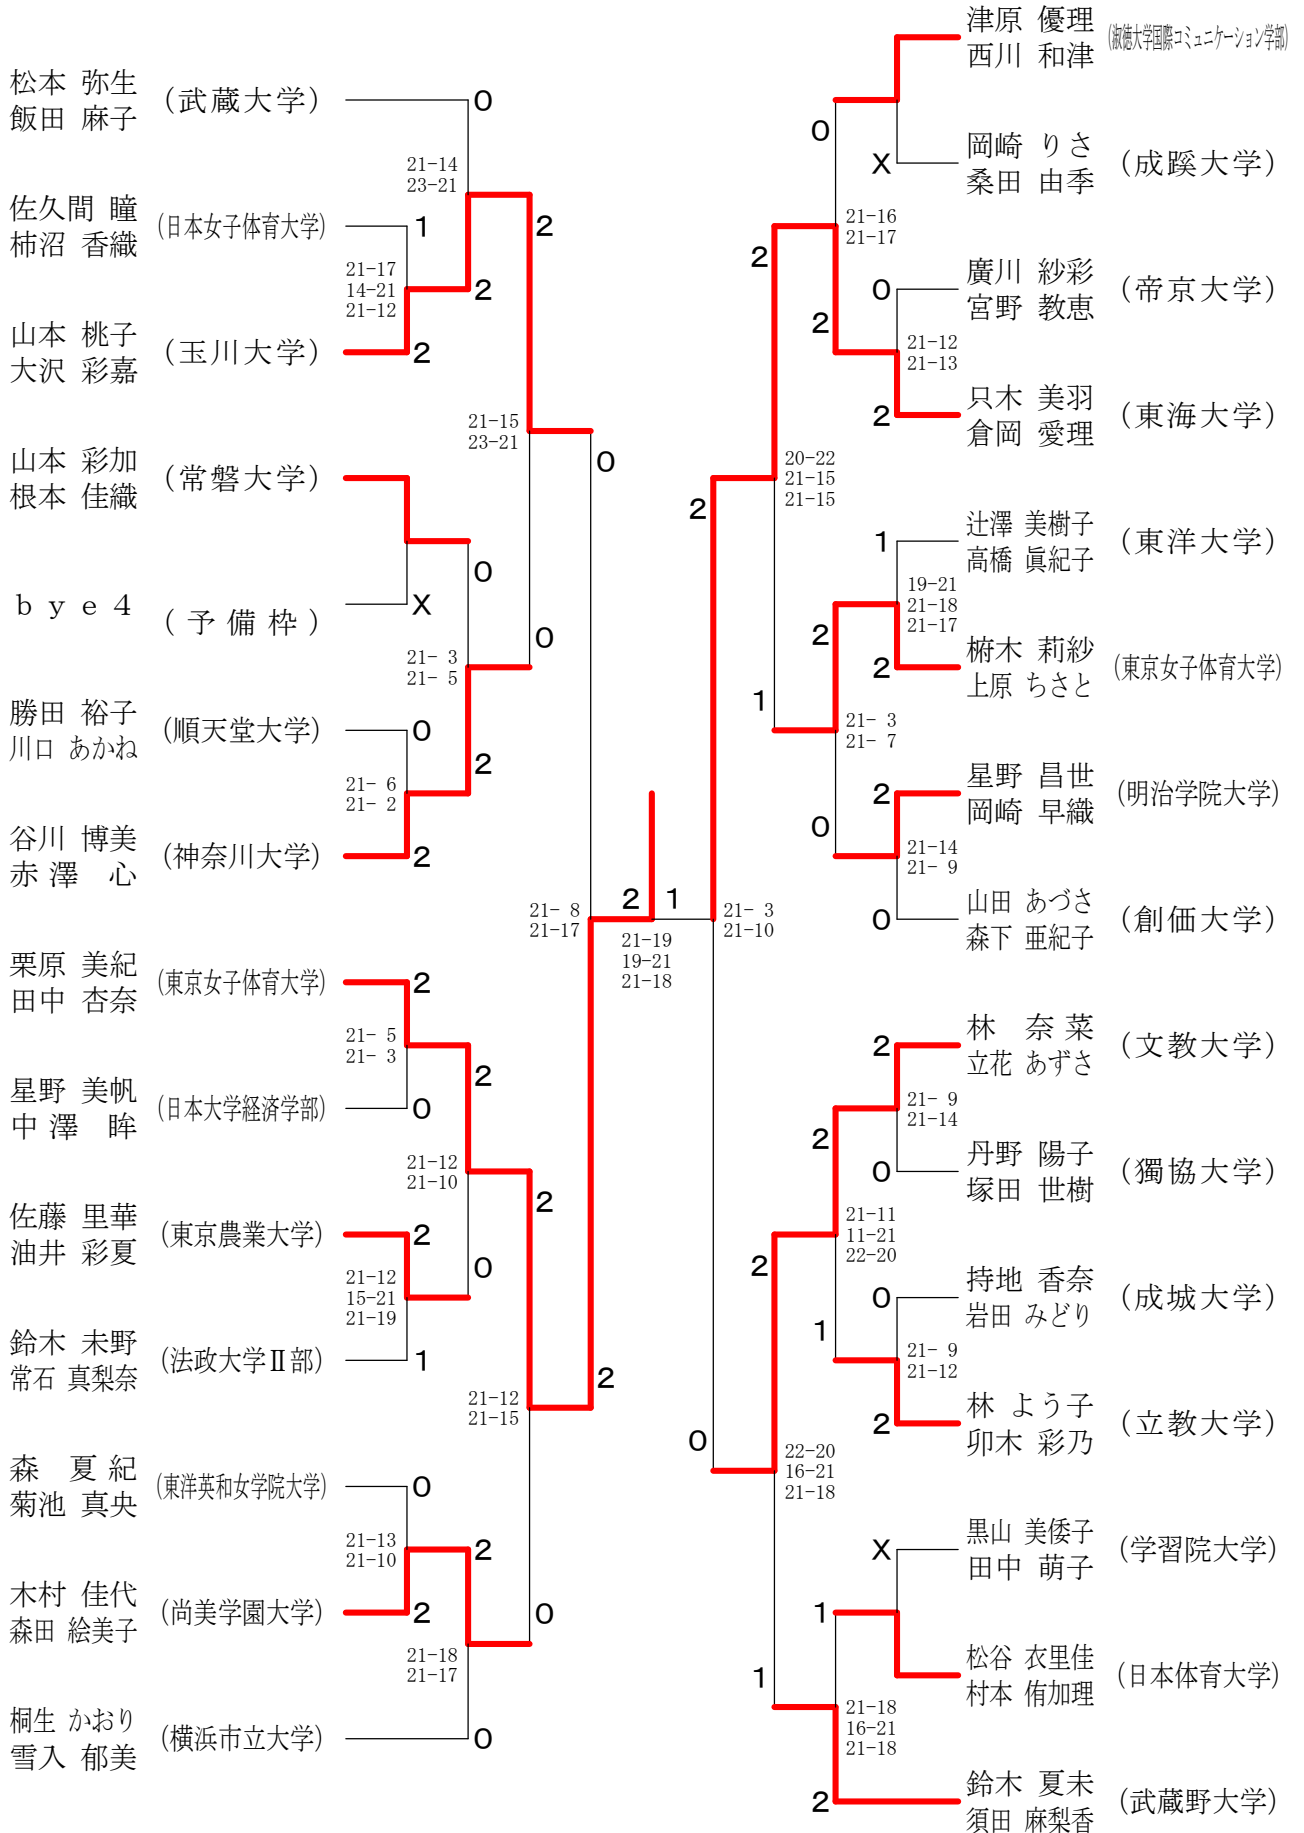 松本 弥生
飯田 麻子
(武蔵大学)
0
21-14
23-21
佐久間 瞳
柿沼 香織
(日本女子体育大学)
1
2
21-17
14-21
21-12
2
山本 桃子
大沢 彩嘉
(玉川大学)
2
21-15
23-21
0
山本 彩加
根本 佳織
(常磐大学)
0
bye4
(予備枠)
X
0
21- 3
21- 5
勝田 裕子
川口 あかね
(順天堂大学)
0
2
21- 6
21- 2
谷川 博美
赤澤 心
(神奈川大学)
2
21- 8
21-17
2
1
21-19
19-21
21-18
栗原 美紀
田中 杏奈
(東京女子体育大学)
2
21- 5
21- 3
2
星野 美帆
中澤 眸
(日本大学経済学部)
0
21-12
21-10
2
佐藤 里華
油井 彩夏
(東京農業大学)
2
0
21-12
15-21
21-19
鈴木 未野
常石 真梨奈
(法政大学Ⅱ部)
1
2
21-12
21-15
森 夏紀
菊池 真央
(東洋英和女学院大学)
0
21-13
21-10
2
木村 佳代
森田 絵美子
(尚美学園大学)
2
0
21-18
21-17
桐生 かおり
雪入 郁美
(横浜市立大学)
0
津原 優理
西川 和津
(淑徳大学国際コミュニケーション学部)
0
X
岡崎 りさ
桑田 由季
(成蹊大学)
21-16
21-17
2
0
廣川 紗彩
宮野 教恵
(帝京大学)
2
21-12
21-13
2
只木 美羽
倉岡 愛理
(東海大学)
20-22
21-15
21-15
2
1
辻澤 美樹子
高橋 眞紀子
(東洋大学)
19-21
21-18
21-17
2
2
椨木 莉紗
上原 ちさと
(東京女子体育大学)
1
21- 3
21- 7
2
星野 昌世
岡崎 早織
(明治学院大学)
0
21-14
21- 9
0
山田 あづさ
森下 亜紀子
(創価大学)
21- 3
21-10
2
林 奈菜
立花 あずさ
(文教大学)
21- 9
21-14
2
0
丹野 陽子
塚田 世樹
(獨協大学)
21-11
11-21
22-20
2
0
持地 香奈
岩田 みどり
(成城大学)
1
21- 9
21-12
2
林 よう子
卯木 彩乃
(立教大学)
0
22-20
16-21
21-18
X
黒山 美倭子
田中 萌子
(学習院大学)
1
松谷 衣里佳
村本 侑加理
(日本体育大学)
1
21-18
16-21
21-18
2
鈴木 夏未
須田 麻梨香
(武蔵野大学)